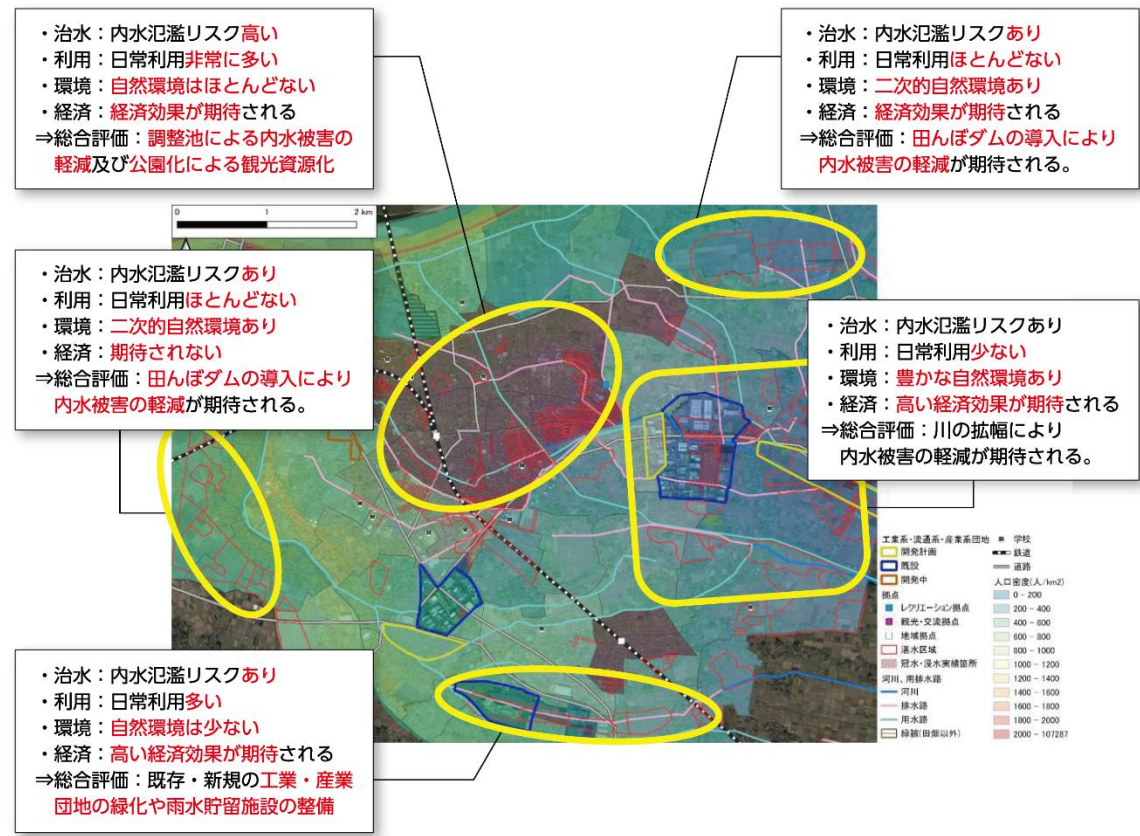 ・治水：内水氾濫リスク高い
・利用：日常利用非常に多い
・環境：自然環境はほとんどない
・経済：経済効果が期待される
⇒総合評価：調整池による内水被害の
軽減及び公園化による観光資源化
・治水：内水氾濫リスクあり
・利用：日常利用ほとんどない
・環境：二次的自然環境あり
・経済：経済効果が期待される
⇒総合評価：田んぼダムの導入により
内水被害の軽減が期待される。
0 1 2 km
・治水：内水氾濫リスクあり
・利用：日常利用ほとんどない
・環境：二次的自然環境あり
・経済：期待されない
⇒総合評価：田んぼダムの導入により
内水被害の軽減が期待される。
・治水：内水氾濫リスクあり
・利用：日常利用少ない
・環境：豊かな自然環境あり
・経済：高い経済効果が期待される
⇒総合評価：川の拡幅により
内水被害の軽減が期待される。
・治水：内水氾濫リスクあり
・利用：日常利用多い
・環境：自然環境は少ない
・経済：高い経済効果が期待される
⇒総合評価：既存・新規の工業・産業
団地の緑化や雨水貯留施設の整備
工業系・流通系・産業系団地
開発計画
既設
開発中
拠点
レクリエーション拠点
観光・交流拠点
地域拠点
湛水区域
冠水・浸水実績箇所
河川、用排水路
河川
排水路
用水路
緑被(田畑以外)
学校
鉄道
道路
人口密度(人/km2)
0 - 200
200 - 400
400 - 600
600 - 800
800 - 1000
1000 - 1200
1200 - 1400
1400 - 1600
1600 - 1800
1800 - 2000
2000 - 107287